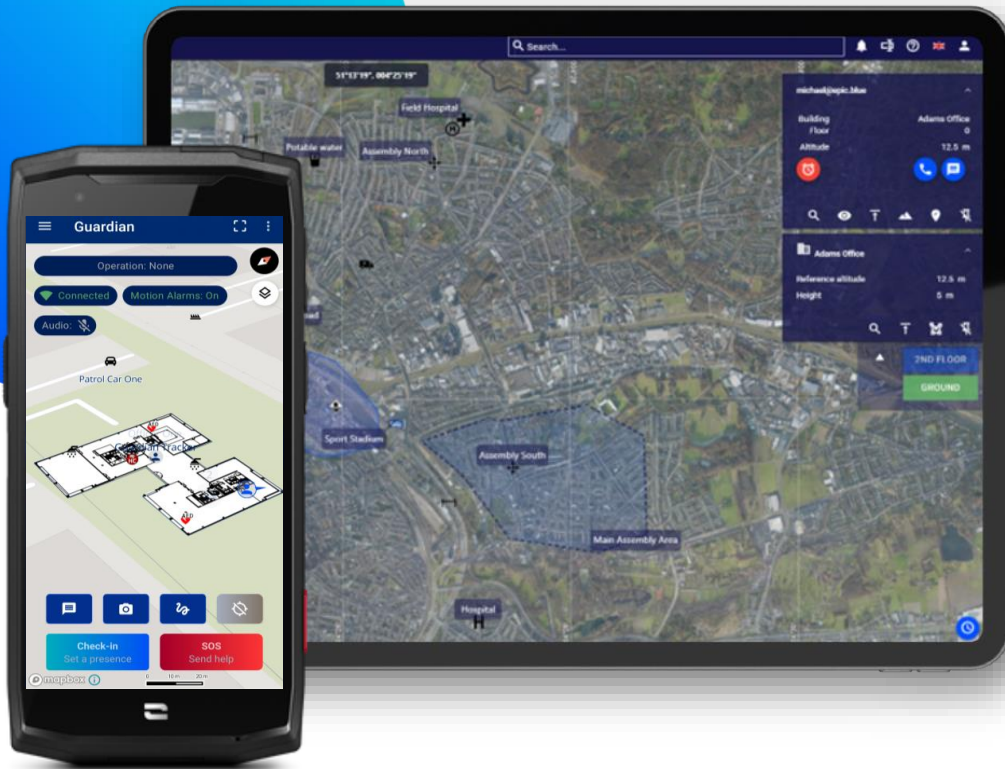 Search...
51°13'19", 004°25'19"
michael@epic.blue
Building Adams Office
Floor 0
Altitude 12.5 m
Adams Office
Reference altitude 12.5 m
Height 5 m
2ND FLOOR
GROUND
Field Hospital
Potable water
Assembly North
Sport Stadium
Assembly South
Main Assembly Area
Hospital
H
Guardian
Operation: None
Connected
Motion Alarms: On
Audio:
Patrol Car One
Check-In
Set a presence
SOS
Send help
mapbox
0 10 m 20 m